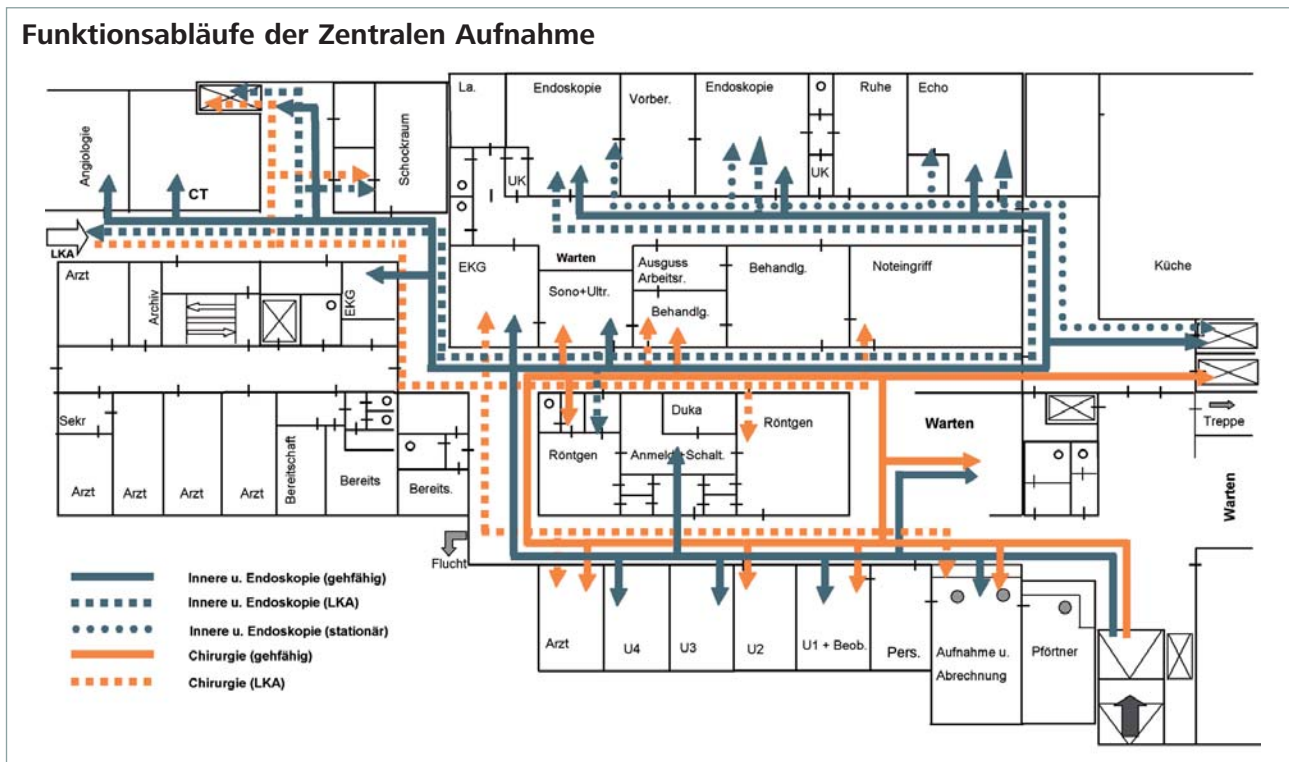 Funktionsabläufe der Zentralen Aufnahme
La.
Endoskopie
Vorber.
Endoskopie
Ruhe
Echo
Angiologie
CT
Schockraum
UK
UK
LKA
Arzt
Archiv
EKG
EKG
Warten
Sono+Ultr.
Ausguss
Arbeitsr.
Behandlg.
Behandlg.
Noteingriff
Küche
Sekr
Arzt
Arzt
Arzt
Arzt
Bereitschaft
Bereits
Bereits.
Röntgen
Duka
Anmeld.+Schalt.
Röntgen
Warten
Treppe
Warten
Flucht
Innere u. Endoskopie (gehfähig)
Innere u. Endoskopie (LKA)
Innere u. Endoskopie (stationär)
Chirurgie (gehfähig)
Chirurgie (LKA)
Arzt
U4
U3
U2
U1 + Beob.
Pers.
Aufnahme u.
Abrechnung
Pförtner